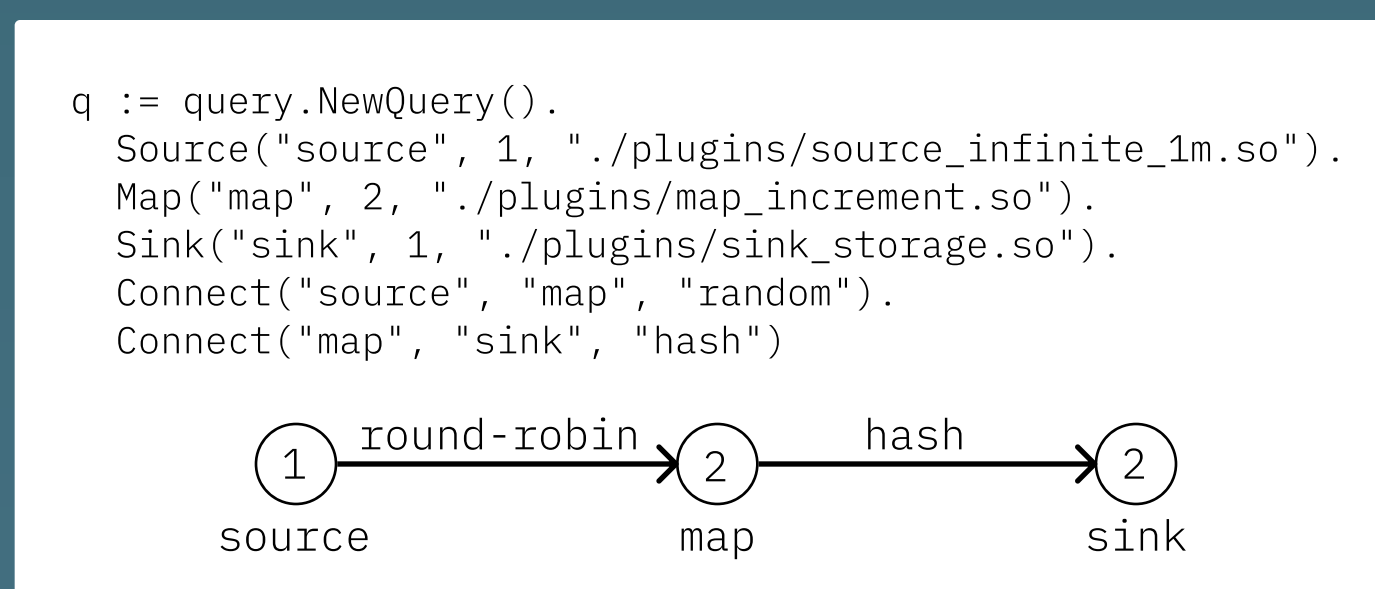 q := query.NewQuery().
Source("source", 1, "./plugins/source_infinite_1m.so").
Map("map", 2, "./plugins/map_increment.so").
Sink("sink", 1, "./plugins/sink_storage.so").
Connect("source", "map", "random").
Connect("map", "sink", "hash")
round-robin hash
1 2 2
source map sink